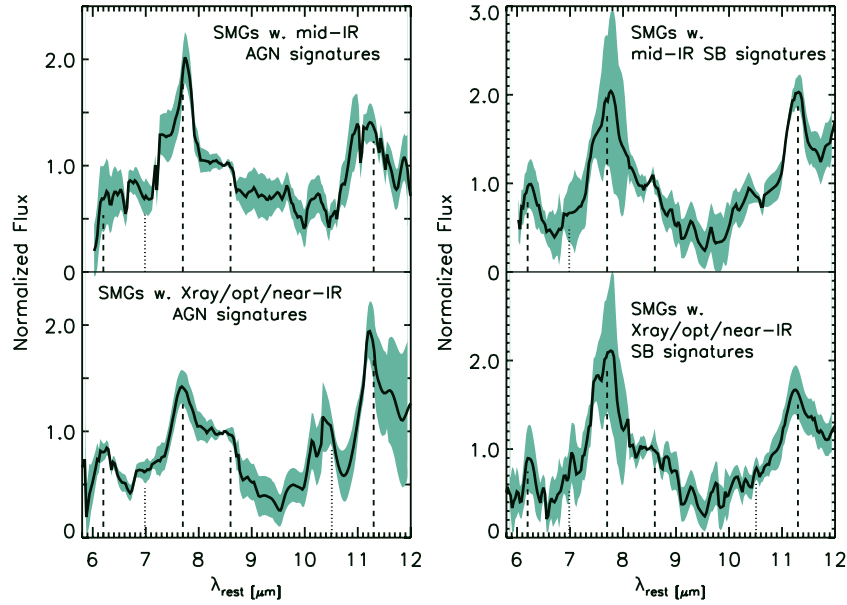 2.0
1.0
0
Normalized Flux
SMGs w. mid-IR
AGN signatures
3.0
2.0
1.0
0
Normalized Flux
SMGs w.
mid-IR SB signatures
2.0
1.0
0
SMGs w. Xray/opt/near-IR
AGN signatures
2.0
1.0
0
SMGs w.
Xray/opt/near-IR
SB signatures
6 7 8 9 10 11 12
λrest [μm]
6 7 8 9 10 11 12
λrest [μm]